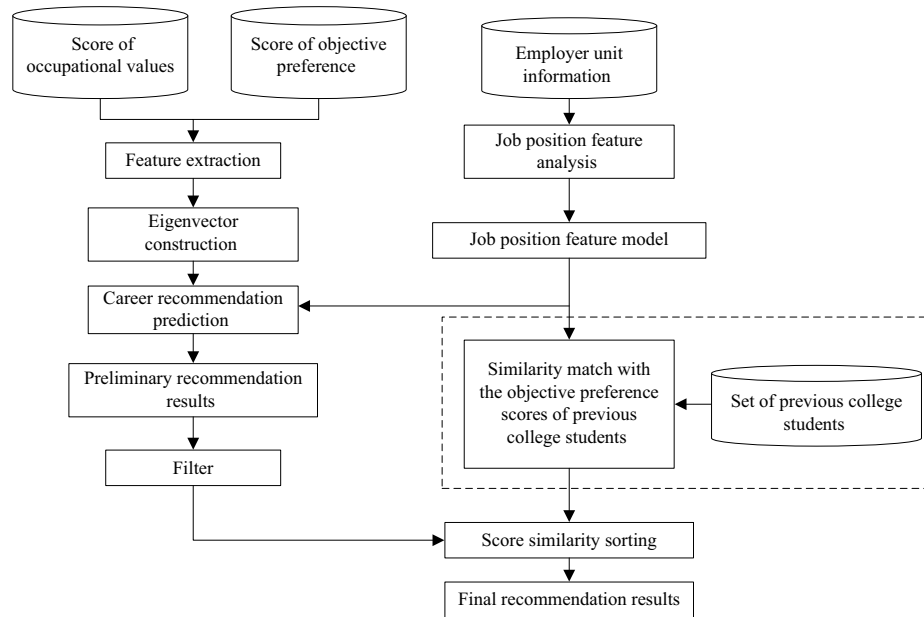 Score of
occupational values
Score of objective
preference
Employer unit
information
Feature extraction
Job position feature
analysis
Eigenvector
construction
Job position feature model
Career recommendation
prediction
Preliminary recommendation
results
Similarity match with
the objective preference
scores of previous
college students
Set of previous college
students
Filter
Score similarity sorting
Final recommendation results